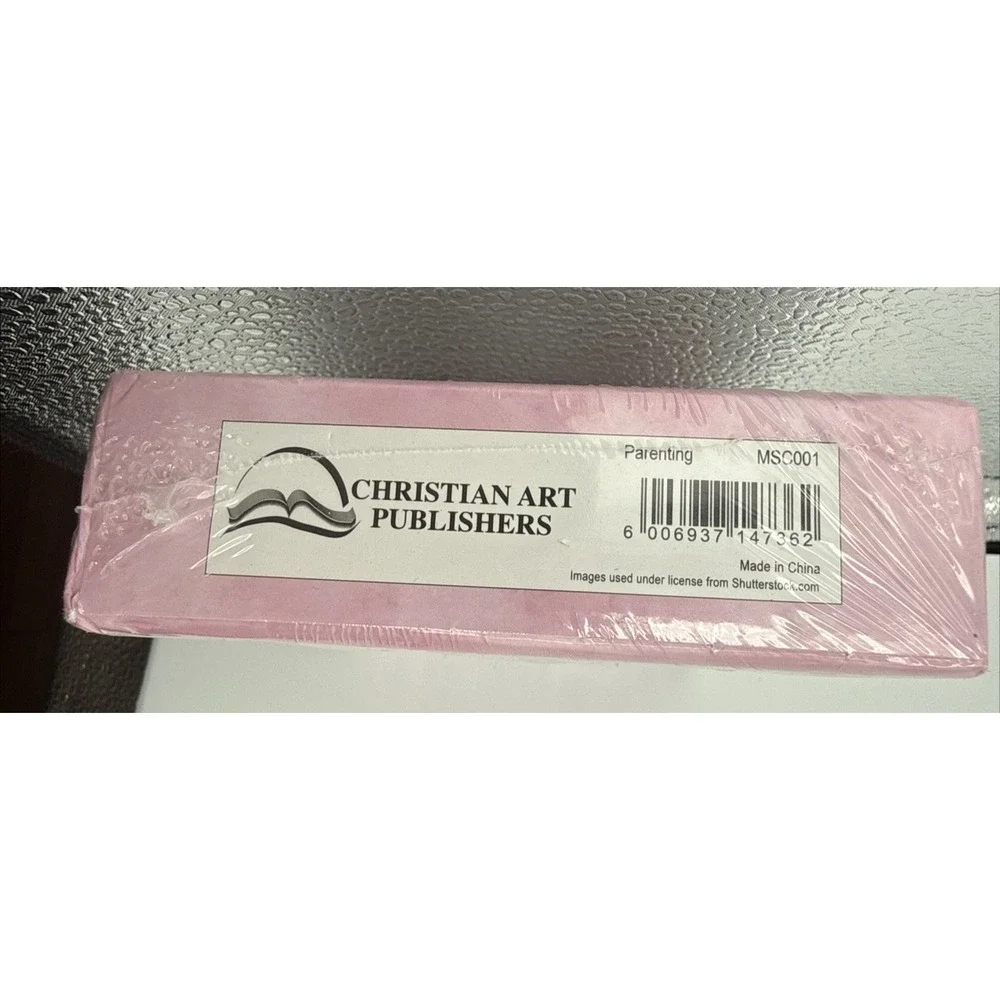 CHRISTIAN ART
PUBLISHERS
Parenting MSC001
6 006937 147362
Made in China
Images used under license from Shutterstock.com